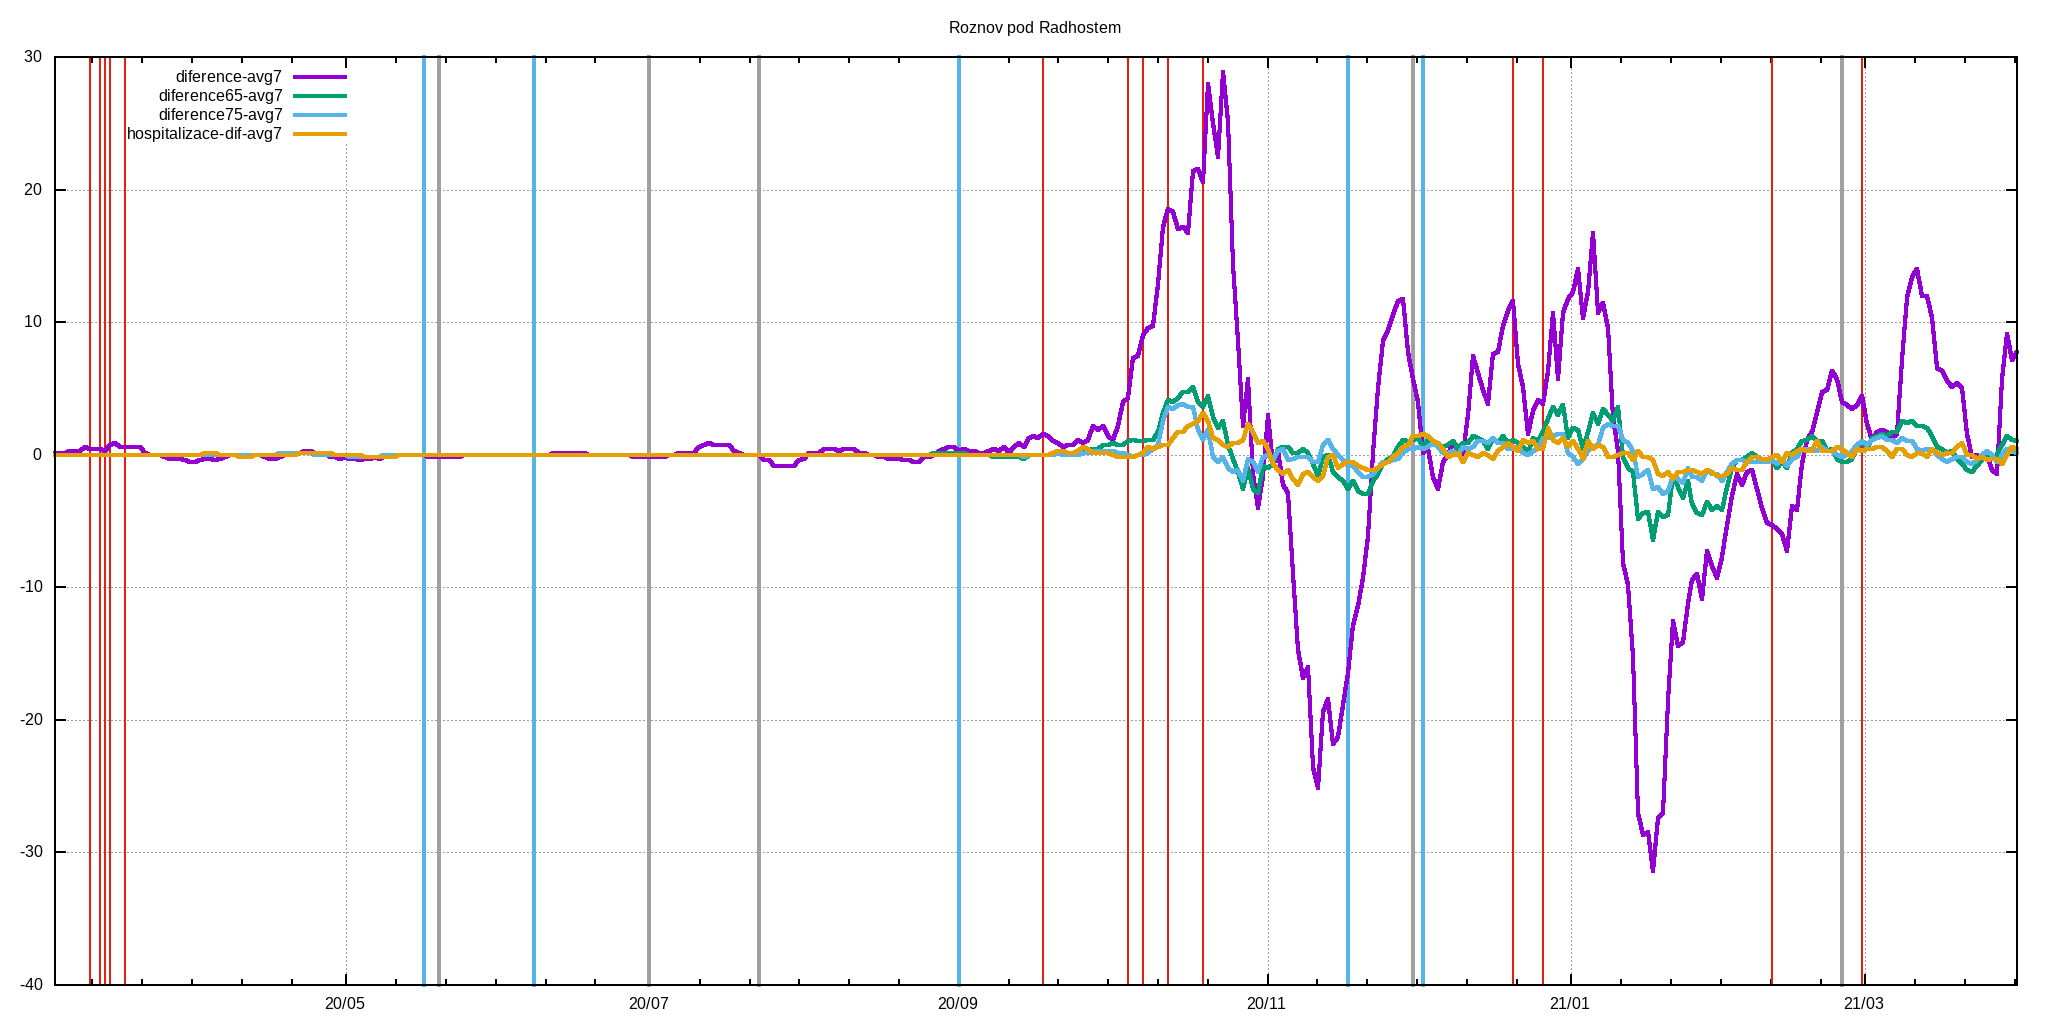 Roznov pod Radhostem
30
20
10
0
-10
-20
-30
-40
diference-avg7
diference65-avg7
diference75-avg7
hospitalizace-dif-avg7
20/05
20/07
20/09
20/11
21/01
21/03